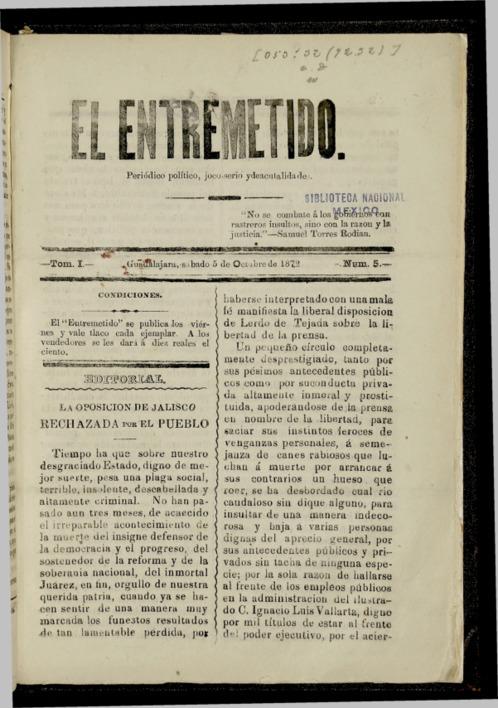 [053:32 (7232)]
EL ENTREMETIDO.
Periódico político, joco-serio ydeacutalidades.
BIBLIOTECA NACIONAL
MEXICO
"No se combate á los gobiernos con
rastreros insultos, sino con la razon y la
justicia."—Samuel Torres Rodian.
—Tom. I.— Guadalajara, sábado 5 de Octubre de 1872 —Num. 5.—
CONDICIONES.
El "Entremetido" se publica los viér-
nes y vale tlaco cada ejemplar. A los
vendedores se les dará á diez reales el
ciento.
EDITORIAL.
LA OPOSICION DE JALISCO
RECHAZADA POR EL PUEBLO
Tiempo ha que sobre nuestro
desgraciado Estado, digno de me-
jor suerte, pesa una plaga social,
terrible, insolente, descabellada y
altamente criminal. No han pa-
sado aun tres meses, de acaecido
el irreparable acontecimiento de
la muerte del insigne defensor de
la democracia y el progreso, del
sostenedor de la reforma y de la
soberanía nacional, del inmortal
Juárez, en fin, orgullo de nuestra
querida patria, cuando ya se ha-
cen sentir de una manera muy
marcada los funestos resultados
de tan lamentable pérdida, por
haberse interpretado con una mala
fé manifiesta la liberal disposicion
de Lerdo de Tejada sobre la li-
bertad de la prensa.
Un pequeño círculo completa-
mente desprestigiado, tanto por
sus pésimos antecedentes públi-
cos como por suconducta priva-
da altamente inmoral y prosti-
tuida, apoderándose de la prensa
en nombre de la libertad, para
saciar sus instintos feroces de
venganzas personales, á seme-
janza de canes rabiosos que lu-
chan á muerte por arrancar á
sus contrarios un hueso que
roer, se ha desbordado cual rio
caudaloso sin dique alguno, para
insultar de una manera indeco-
rosa y baja a varias personas
dignas del aprecio general, por
sus antecedentes públicos y pri-
vados sin tacha de ninguna espe-
cie; por la sola razon de hallarse
al frente de los empleos públicos
en la administracion del ilustra-
do C. Ignacio Luis Vallarta, digno
por mil títulos de estar al frente
del poder ejecutivo, por el acier-